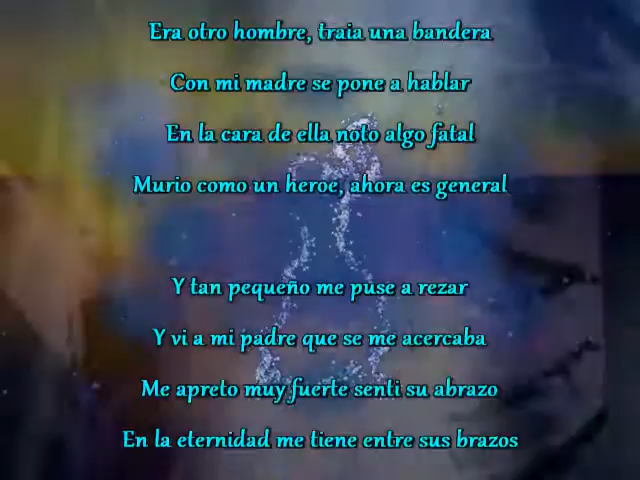 Era otro hombre, traia una bandera
Con mi madre se pone a hablar
En la cara de ella noto algo fatal
Murio como un heroe, ahora es general
Y tan pequeño me puse a rezar
Y vi a mi padre que se me acercaba
Me apreto muy fuerte senti su abrazo
En la eternidad me tiene entre sus brazos